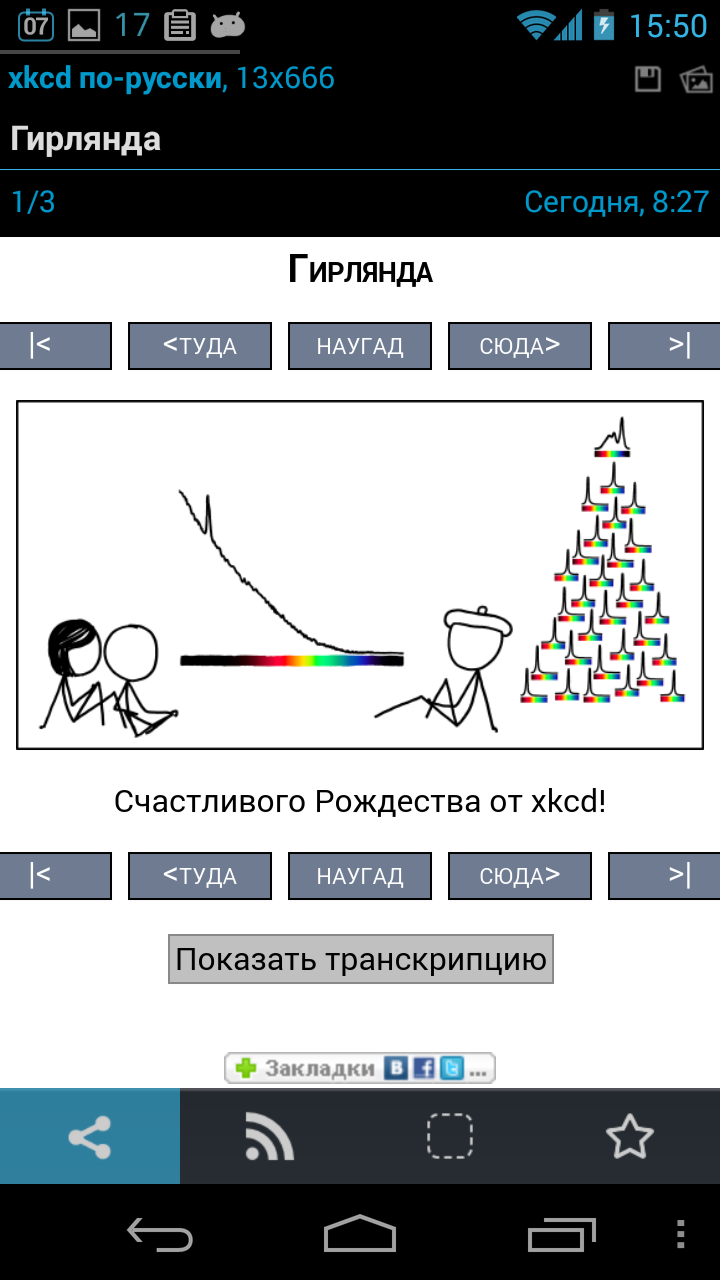 07 17 15:50
xkcd по-русски, 13x666
Гирлянда
1/3 Сегодня, 8:27
Гирлянда
|< <туда наугад сюда> >|
Счастливого Рождества от xkcd!
|< <туда наугад сюда> >|
Показать транскрипцию
Закладки B f t ...